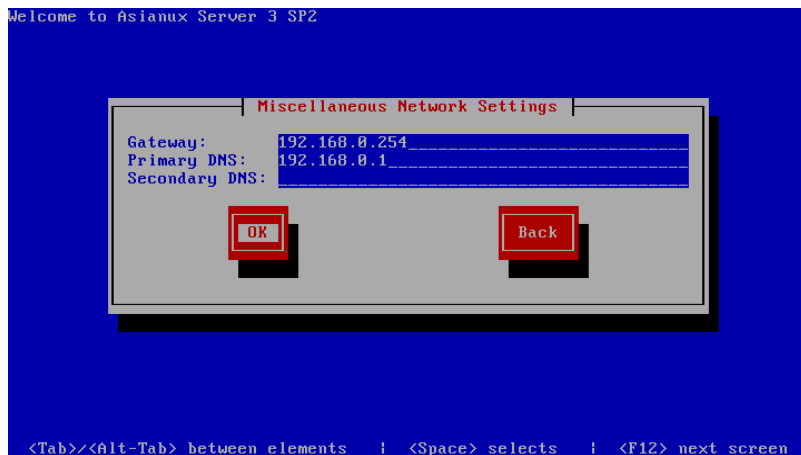 Welcome to Asianux Server 3 SP2
Miscellaneous Network Settings
Gateway: 192.168.0.254
Primary DNS: 192.168.0.1
Secondary DNS:
OK Back
<Tab>/<Alt-Tab> between elements | <Space> selects | <F12> next screen